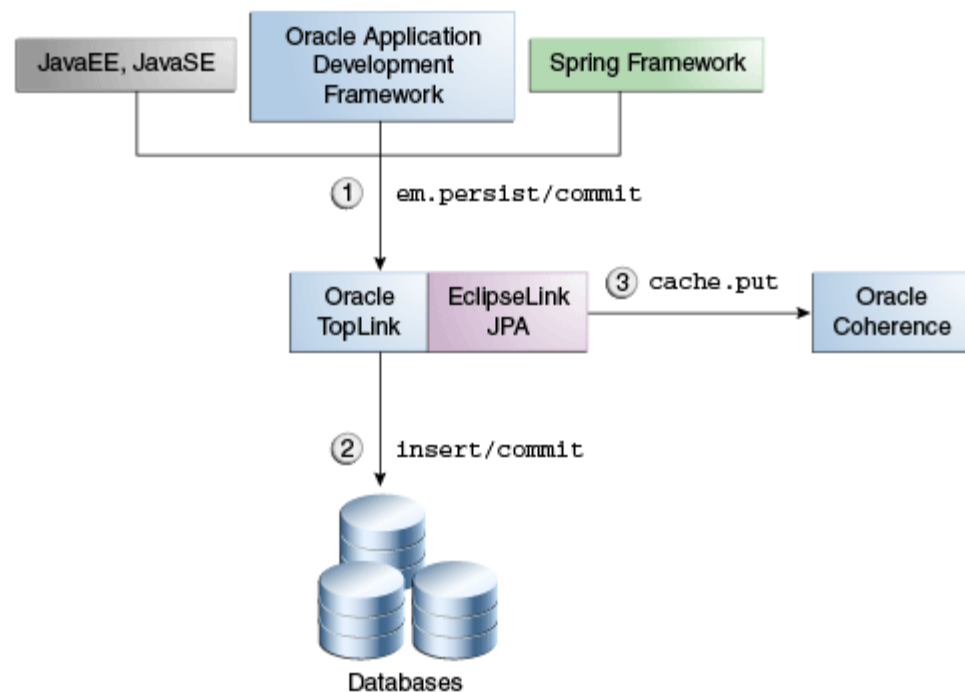 JavaEE, JavaSE
Oracle Application
Development
Framework
Spring Framework
1 em.persist/commit
Oracle
TopLink
EclipseLink
JPA
3 cache.put
Oracle
Coherence
2 insert/commit
Databases